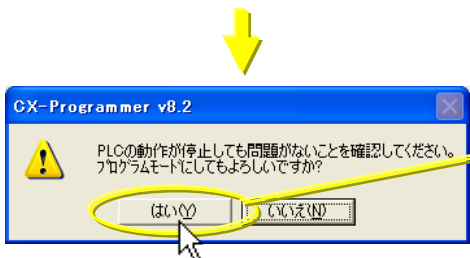 CX-Programmer v8.2
PLCの動作が停止しても問題がないことを確認してください。
プログラムモードにしてもよろしいですか?
はい(Y)
いいえ(N)